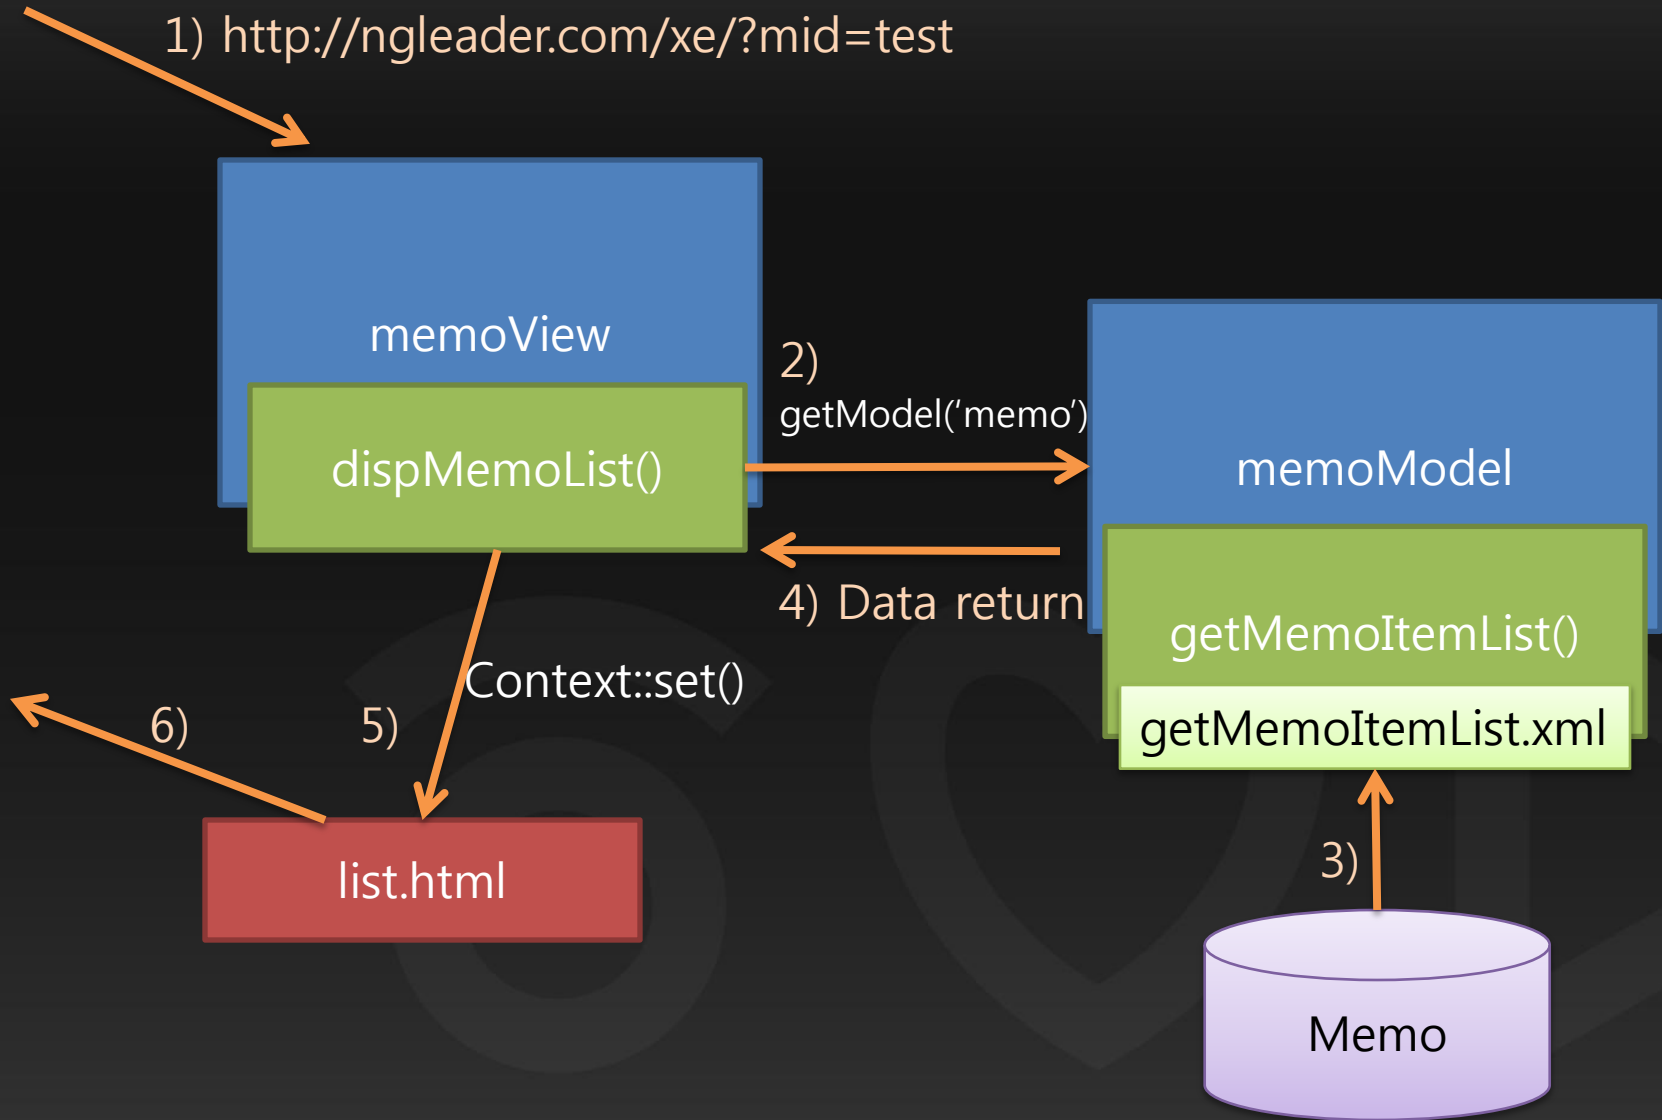 1) http://ngleader.com/xe/?mid=test
memoView
2)
getModel(‘memo’)
dispMemoList()
memoModel
4) Data return
getMemoItemList()
Context::set()
6)
5)
getMemoItemList.xml
3)
list.html
Memo